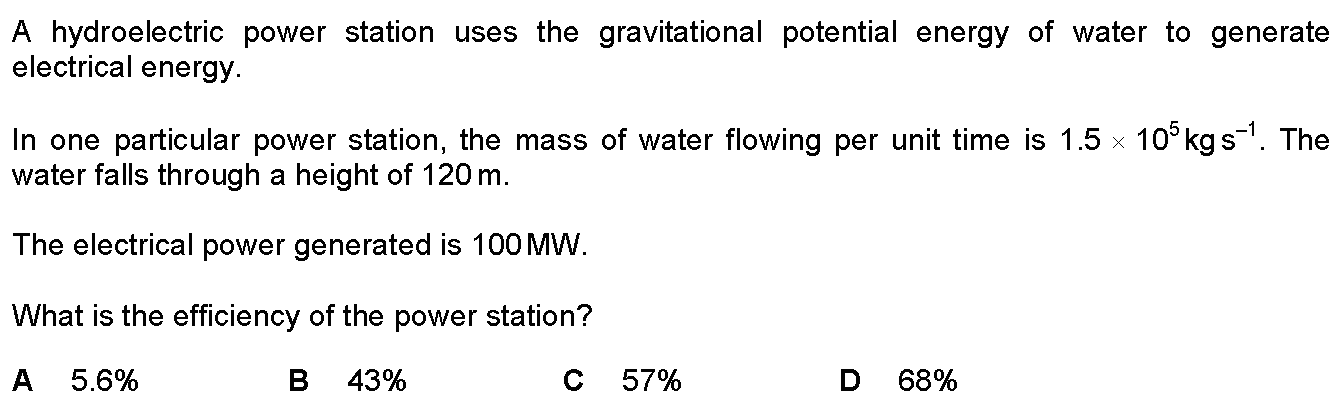 A hydroelectric power station uses the gravitational potential energy of water to generate
electrical energy.
In one particular power station, the mass of water flowing per unit time is 1.5 × 10⁵ kg s⁻¹. The
water falls through a height of 120 m.
The electrical power generated is 100 MW.
What is the efficiency of the power station?
A 5.6% B 43% C 57% D 68%